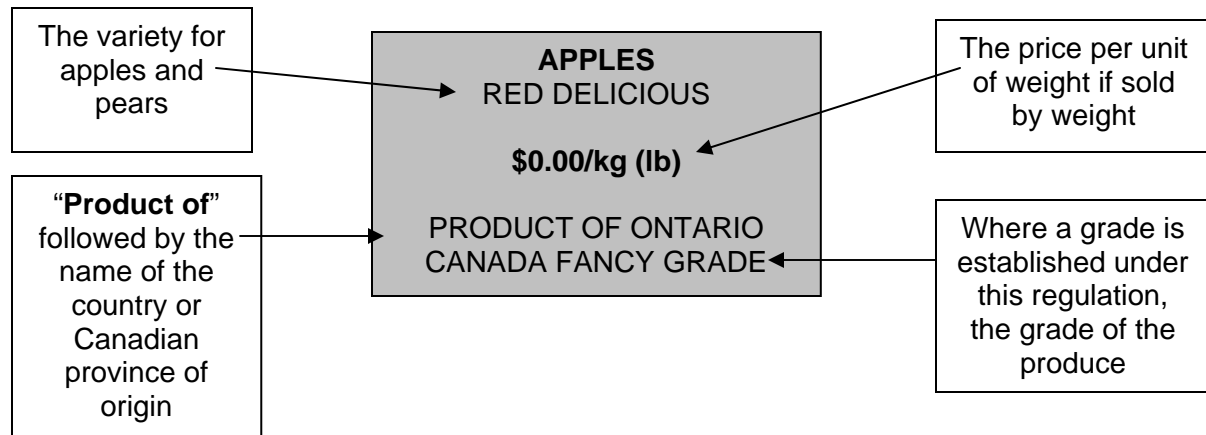 The variety for
apples and
pears
APPLES
RED DELICIOUS
$0.00/kg (lb)
PRODUCT OF ONTARIO
CANADA FANCY GRADE
The price per unit
of weight if sold
by weight
“Product of”
followed by the
name of the
country or
Canadian
province of
origin
Where a grade is
established under
this regulation,
the grade of the
produce